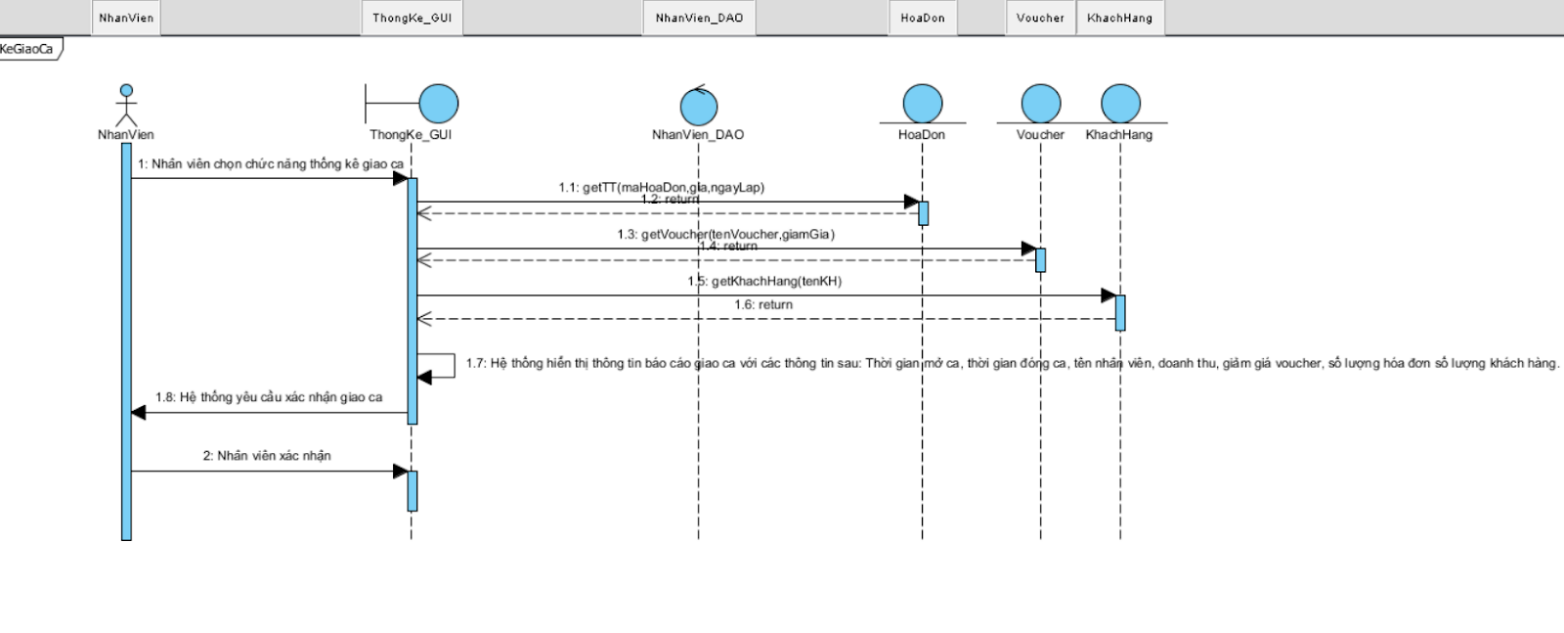 NhanVien ThongKe_GUI NhanVien_DAO HoaDon Voucher KhachHang
KeGiaoCa
NhanVien ThongKe_GUI NhanVien_DAO HoaDon Voucher KhachHang
1: Nhân viên chọn chức năng thống kê giao ca
1.1: getTT(maHoaDon,gia,ngayLap)
1.2: return
1.3: getVoucher(tenVoucher,giamGia)
1.4: return
1.5: getKhachHang(tenKH)
1.6: return
1.7: Hệ thống hiển thị thông tin báo cáo giao ca với các thông tin sau: Thời gian mở ca, thời gian đóng ca, tên nhân viên, doanh thu, giảm giá voucher, số lượng hóa đơn số lượng khách hàng.
1.8: Hệ thống yêu cầu xác nhận giao ca
2: Nhân viên xác nhận